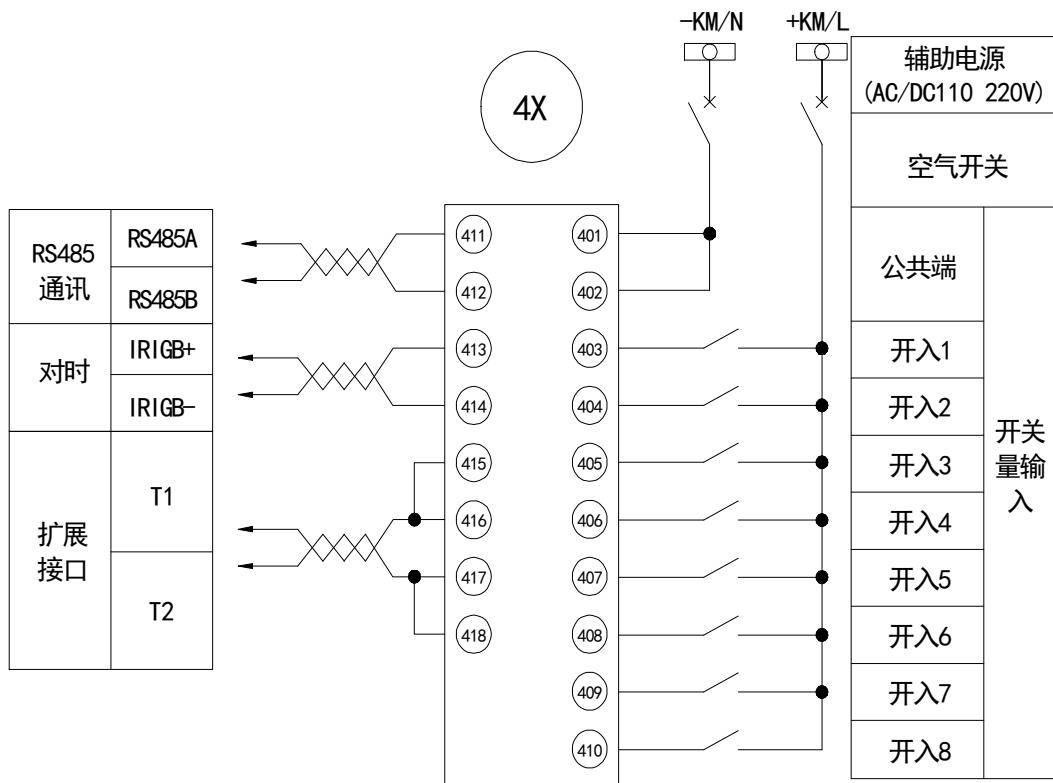 -KM/N
+KM/L
4X
辅助电源
(AC/DC110 220V)
空气开关
公共端
开入1
开入2
开入3
开入4
开入5
开入6
开入7
开入8
开关
量输
入
RS485
通讯
RS485A
RS485B
对时
IRIGB+
IRIGB-
扩展
接口
T1
T2
411
412
413
414
415
416
417
418
401
402
403
404
405
406
407
408
409
410